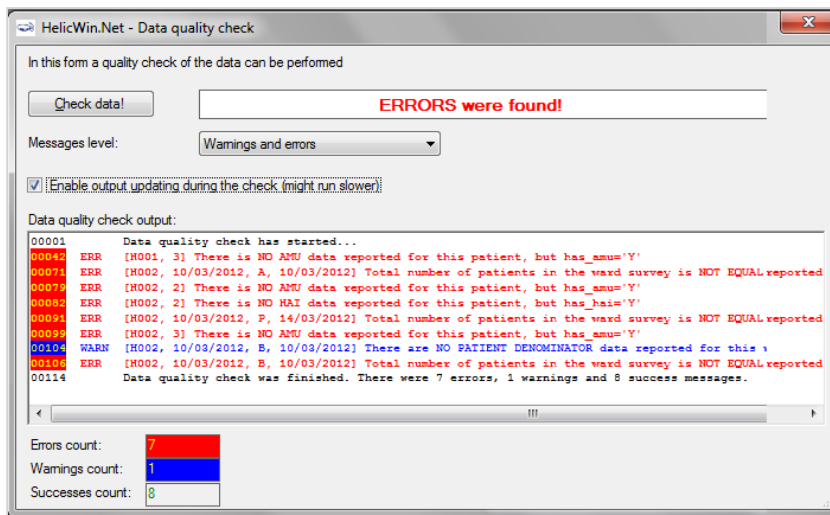 HelicWin.Net - Data quality check
In this form a quality check of the data can be performed
Check data!
ERRORS were found!
Messages level:
Warnings and errors
Enable output updating during the check (might run slower)
Data quality check output:
00001 Data quality check has started...
00042 ERR [H001, 3] There is NO AMU data reported for this patient, but has_amu='Y'
00071 ERR [H002, 10/03/2012, A, 10/03/2012] Total number of patients in the ward survey is NOT EQUAL reported
00079 ERR [H002, 2] There is NO AMU data reported for this patient, but has_amu='Y'
00082 ERR [H002, 2] There is NO HAI data reported for this patient, but has_hai='Y'
00091 ERR [H002, 10/03/2012, P, 14/03/2012] Total number of patients in the ward survey is NOT EQUAL reported
00099 ERR [H002, 3] There is NO AMU data reported for this patient, but has_amu='Y'
00104 WARN [H002, 10/03/2012, B, 10/03/2012] There are NO PATIENT DENOMINATOR data reported for this
00106 ERR [H002, 10/03/2012, B, 10/03/2012] Total number of patients in the ward survey is NOT EQUAL reported
00114 Data quality check was finished. There were 7 errors, 1 warnings and 8 success messages.
Errors count: 7
Warnings count: 1
Successes count: 8